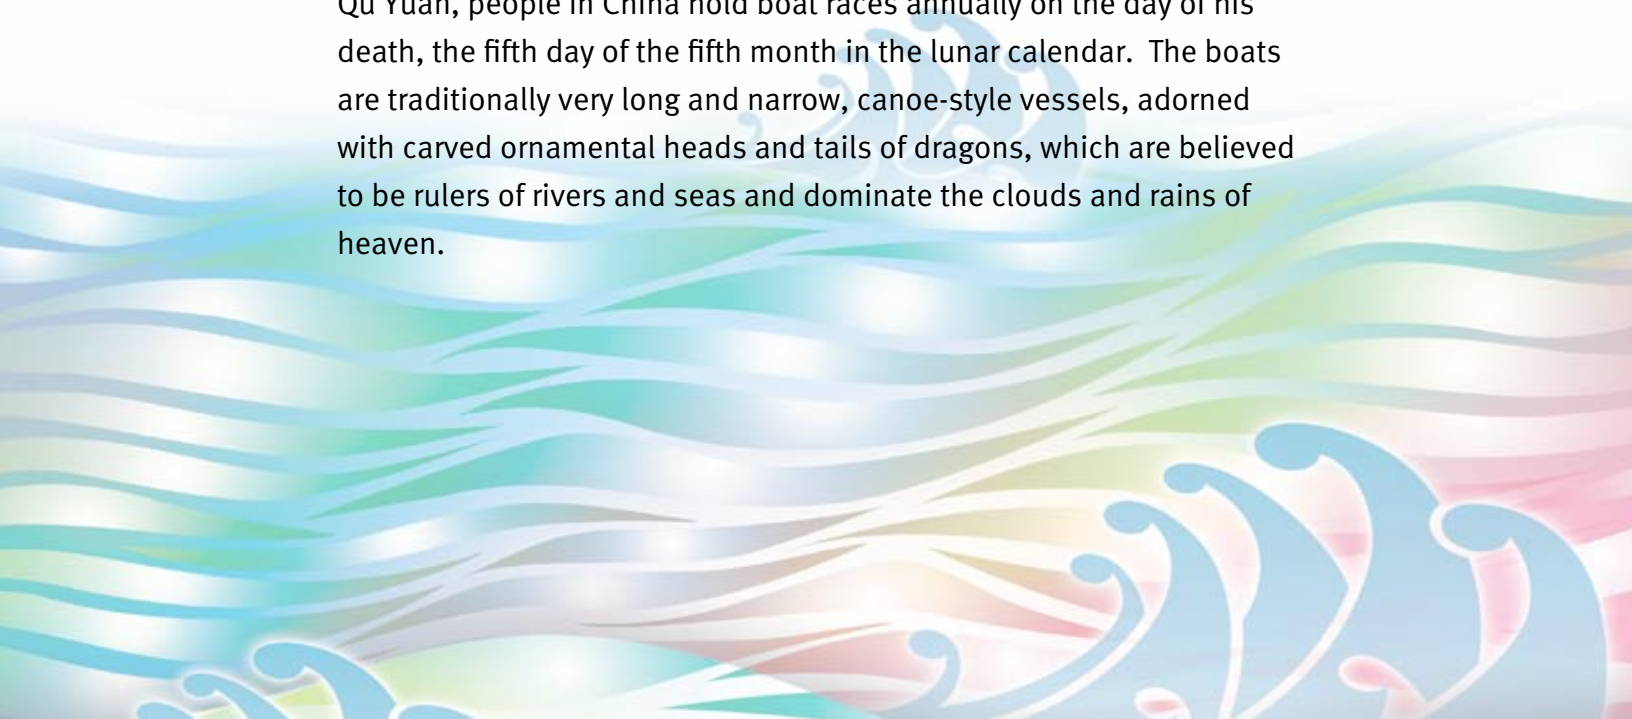 Qu Yuan, people in China hold boat races annually on the day of his
death, the fifth day of the fifth month in the lunar calendar.  The boats
are traditionally very long and narrow, canoe-style vessels, adorned
with carved ornamental heads and tails of dragons, which are believed
to be rulers of rivers and seas and dominate the clouds and rains of
heaven.